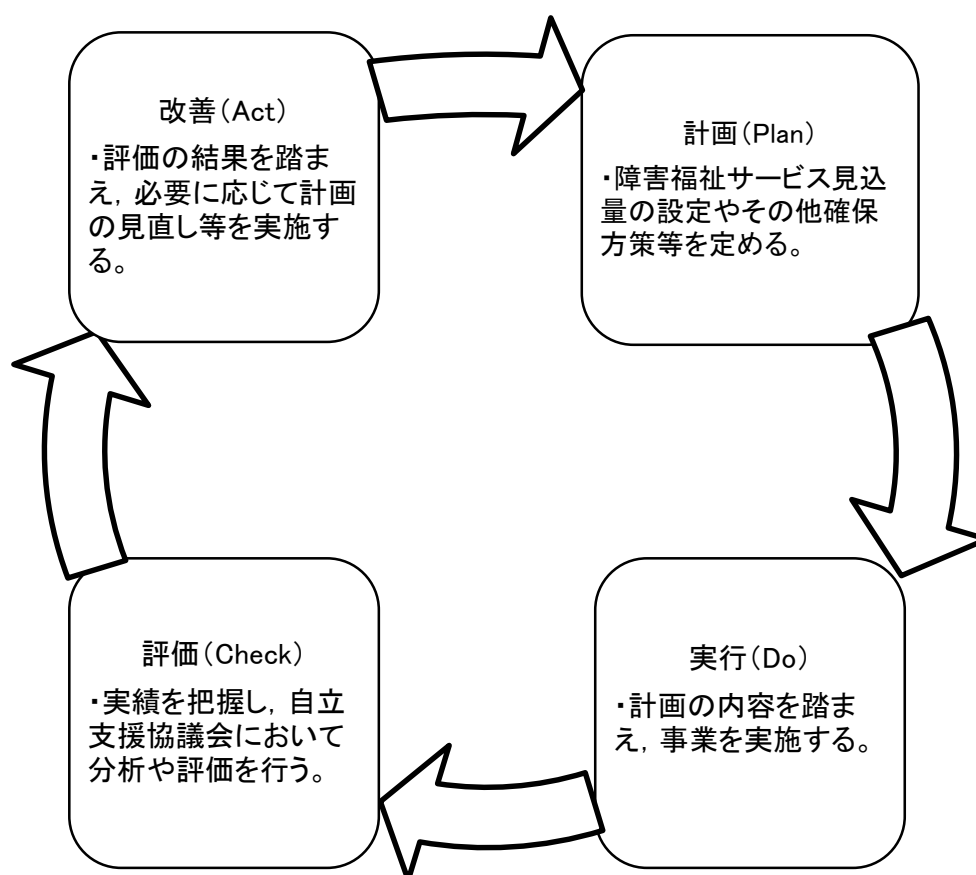 改善(Act)
・評価の結果を踏ま
え，必要に応じて計画
の見直し等を実施す
る。
計画(Plan)
・障害福祉サービス見込
量の設定やその他確保
方策等を定める。
評価(Check)
・実績を把握し，自立
支援協議会において
分析や評価を行う。
実行(Do)
・計画の内容を踏ま
え，事業を実施する。